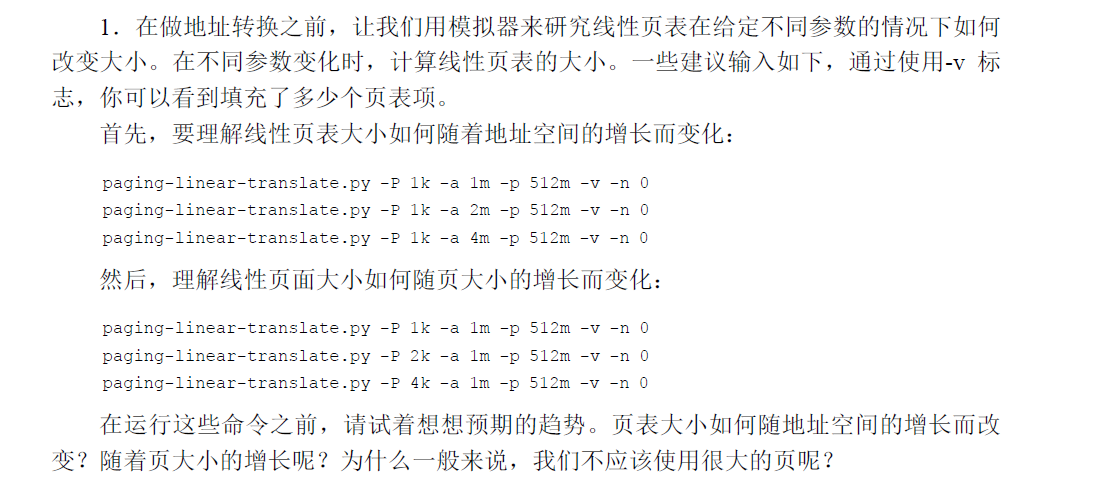 1．在做地址转换之前，让我们用模拟器来研究线性页表在给定不同参数的情况下如何
改变大小。在不同参数变化时，计算线性页表的大小。一些建议输入如下，通过使用-v 标
志，你可以看到填充了多少个页表项。
首先，要理解线性页表大小如何随着地址空间的增长而变化：
paging-linear-translate.py -P 1k -a 1m -p 512m -v -n 0
paging-linear-translate.py -P 1k -a 2m -p 512m -v -n 0
paging-linear-translate.py -P 1k -a 4m -p 512m -v -n 0
然后，理解线性页面大小如何随页大小的增长而变化：
paging-linear-translate.py -P 1k -a 1m -p 512m -v -n 0
paging-linear-translate.py -P 2k -a 1m -p 512m -v -n 0
paging-linear-translate.py -P 4k -a 1m -p 512m -v -n 0
在运行这些命令之前，请试着想想预期的趋势。页表大小如何随地址空间的增长而改
变？随着页大小的增长呢？为什么一般来说，我们不应该使用很大的页呢？